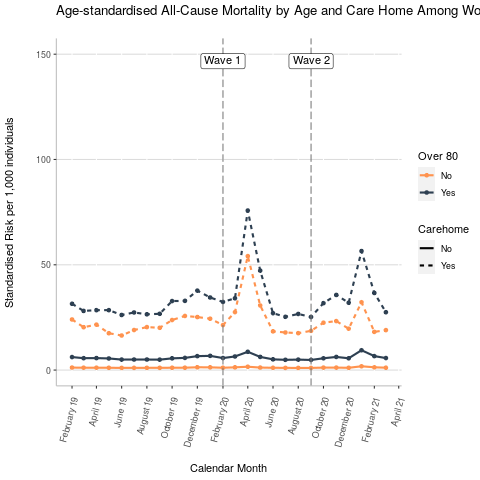 Age-standardised All-Cause Mortality by Age and Care Home Among Wo
150
100
50
0
Standardised Risk per 1,000 individuals
Wave 1
Wave 2
February 19
April 19
June 19
August 19
October 19
December 19
February 20
April 20
June 20
August 20
October 20
December 20
February 21
April 21
Calendar Month
Over 80
No
Yes
Carehome
No
Yes